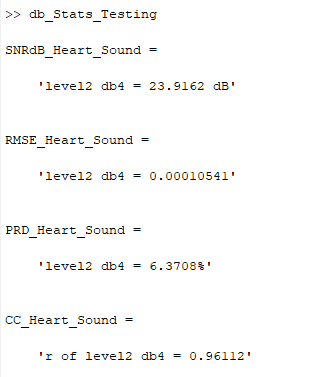 >> db_Stats_Testing
SNRdB_Heart_Sound =
'level2 db4 = 23.9162 dB'
RMSE_Heart_Sound =
'level2 db4 = 0.00010541'
PRD_Heart_Sound =
'level2 db4 = 6.3708%'
CC_Heart_Sound =
'r of level2 db4 = 0.96112'